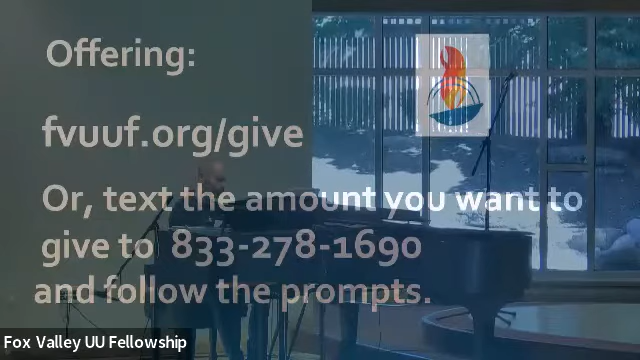 Offering:
fvuuf.org/give
Or, text the amount you want to
give to 833-278-1690
and follow the prompts.
Fox Valley UU Fellowship